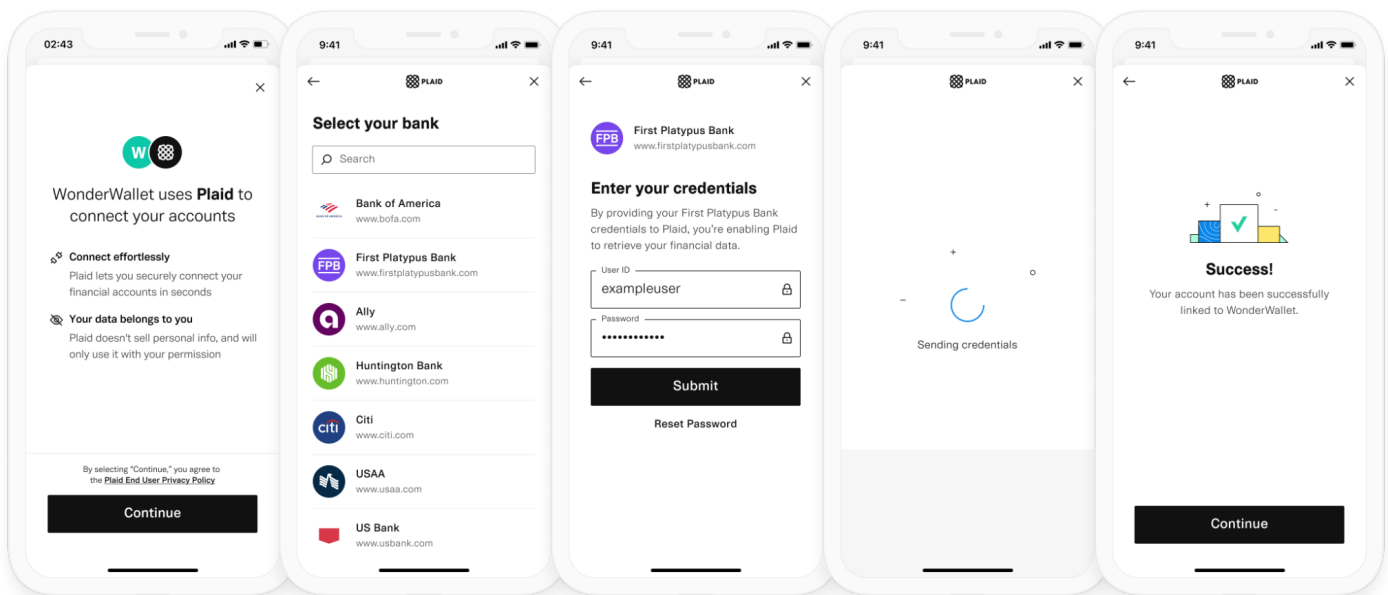 02:43
W
WonderWallet uses Plaid to
connect your accounts
Connect effortlessly
Plaid lets you securely connect your
financial accounts in seconds
Your data belongs to you
Plaid doesn't sell personal info, and will
only use it with your permission
By selecting "Continue," you agree to
the Plaid End User Privacy Policy
Continue
9:41
PLAID
Select your bank
Search
BANK OF AMERICA
Bank of America
www.bofa.com
FPB
First Platypus Bank
www.firstplatypusbank.com
Ally
www.ally.com
Huntington Bank
www.huntington.com
citi
Citi
www.citi.com
USAA
www.usaa.com
US Bank
www.usbank.com
9:41
PLAID
FPB
First Platypus Bank
www.firstplatypusbank.com
Enter your credentials
By providing your First Platypus Bank
credentials to Plaid, you're enabling Plaid
to retrieve your financial data.
User ID
exampleuser
Password
••••••••••••
Submit
Reset Password
9:41
PLAID
Sending credentials
9:41
PLAID
Success!
Your account has been successfully
linked to WonderWallet.
Continue